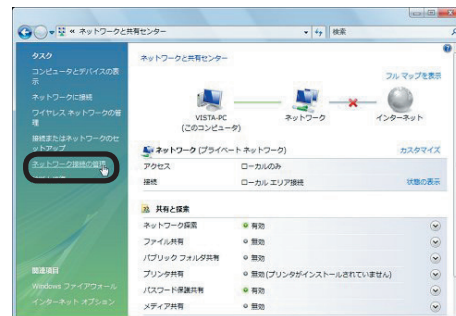 ネットワークと共有センター
検索
タスク
コンピュータとデバイスの表
示
ネットワークに接続
ワイヤレス ネットワークの管
理
接続またはネットワークのセ
ットアップ
ネットワーク接続の管理
関連項目
Windows ファイアウォール
インターネット オプション
ネットワークと共有センター
フル マップを表示
VISTA-PC
(このコンピュータ)
ネットワーク
インターネット
ネットワーク (プライベート ネットワーク)
カスタマイズ
アクセス
ローカルのみ
接続
ローカル エリア接続
状態の表示
共有と探索
ネットワーク探索
有効
ファイル共有
無効
パブリック フォルダ共有
無効
プリンタ共有
無効(プリンタがインストールされていません)
パスワード保護共有
有効
メディア共有
無効